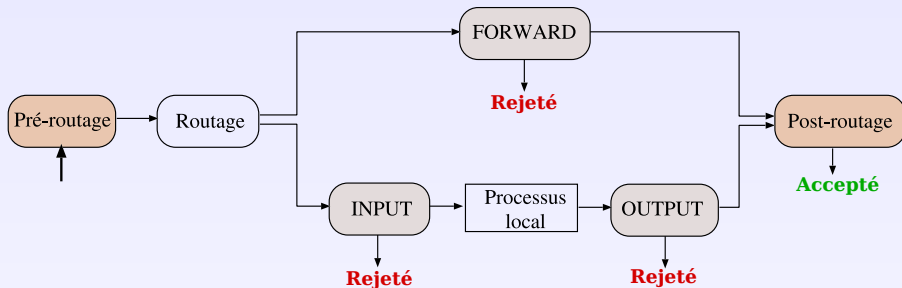 FORWARD
Rejeté
Pré-routage
Routage
Post-routage
Accepté
INPUT
Processus
local
OUTPUT
Rejeté
Rejeté